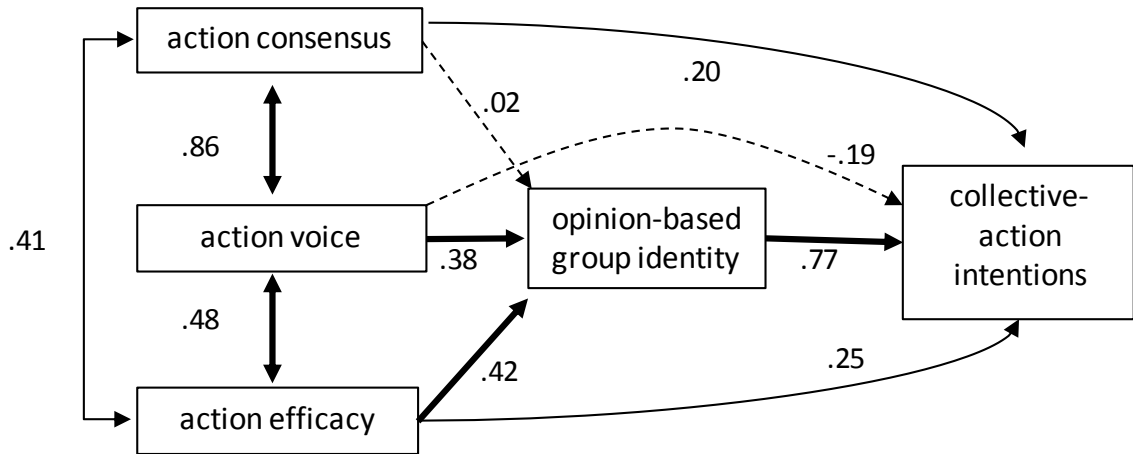 action consensus
.20
.02
.86
-.19
.41
action voice
.38
opinion-based
group identity
.77
collective-
action
intentions
.48
.42
.25
action efficacy